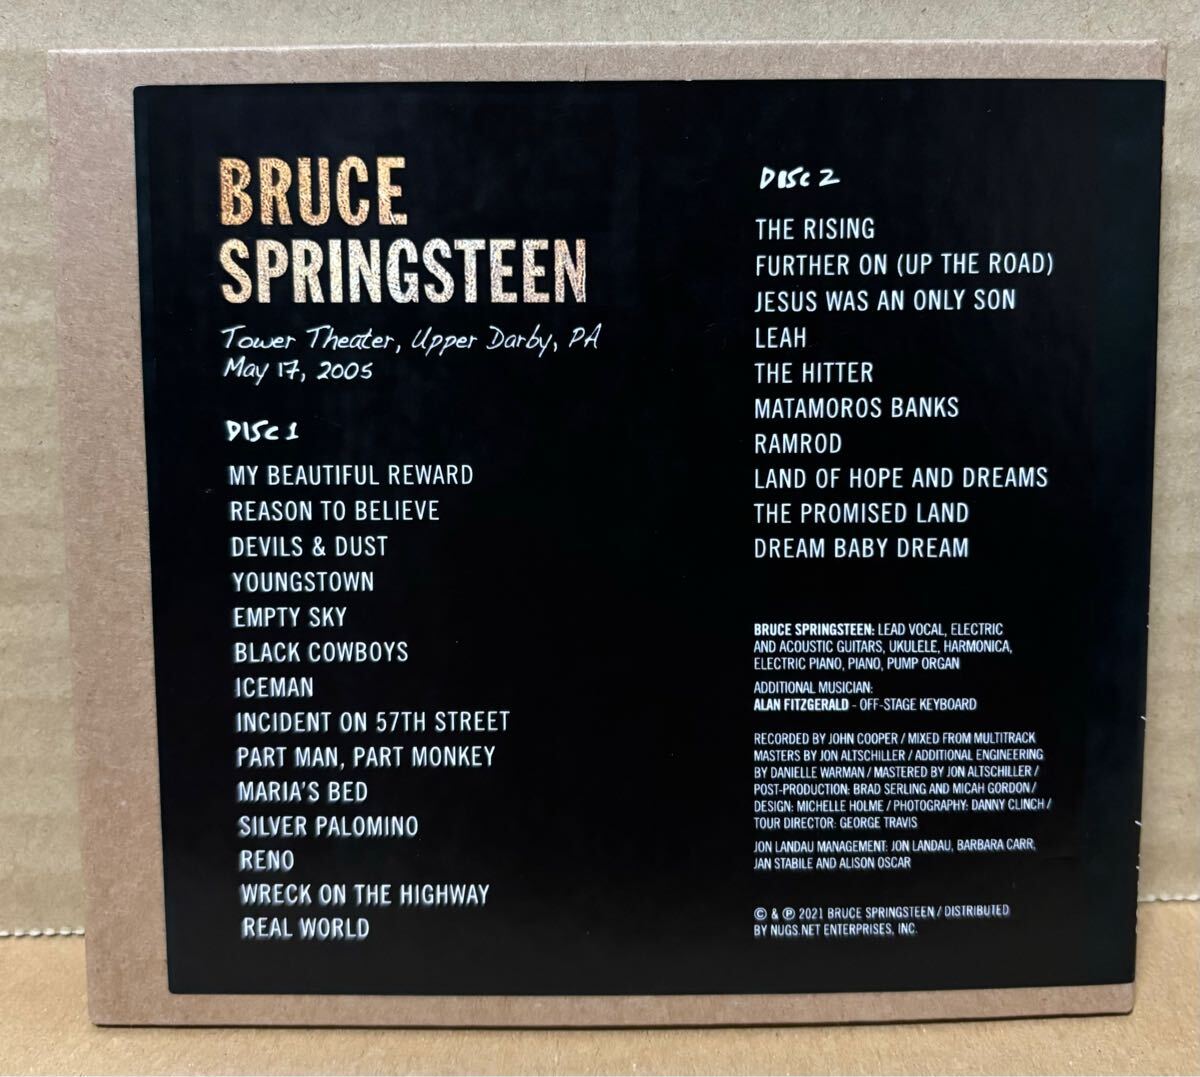 BRUCE
SPRINGSTEEN
Tower Theater, Upper Darby, PA
May 17, 2005
DISC 1
MY BEAUTIFUL REWARD
REASON TO BELIEVE
DEVILS & DUST
YOUNGSTOWN
EMPTY SKY
BLACK COWBOYS
ICEMAN
INCIDENT ON 57TH STREET
PART MAN, PART MONKEY
MARIA'S BED
SILVER PALOMINO
RENO
WRECK ON THE HIGHWAY
REAL WORLD
DISC 2
THE RISING
FURTHER ON (UP THE ROAD)
JESUS WAS AN ONLY SON
LEAH
THE HITTER
MATAMOROS BANKS
RAMROD
LAND OF HOPE AND DREAMS
THE PROMISED LAND
DREAM BABY DREAM
BRUCE SPRINGSTEEN: LEAD VOCAL, ELECTRIC
AND ACOUSTIC GUITARS, UKULELE, HARMONICA,
ELECTRIC PIANO, PIANO, PUMP ORGAN
ADDITIONAL MUSICIAN:
ALAN FITZGERALD - OFF-STAGE KEYBOARD
RECORDED BY JOHN COOPER / MIXED FROM MULTITRACK
MASTERS BY JON ALTSCHILLER / ADDITIONAL ENGINEERING
BY DANIELLE WARMAN / MASTERED BY JON ALTSCHILLER /
POST-PRODUCTION: BRAD SERLING AND MICAH GORDON /
DESIGN: MICHELLE HOLME / PHOTOGRAPHY: DANNY CLINCH /
TOUR DIRECTOR: GEORGE TRAVIS
JON LANDAU MANAGEMENT: JON LANDAU, BARBARA CARR,
JAN STABILE AND ALISON OSCAR
© & ℗ 2021 BRUCE SPRINGSTEEN / DISTRIBUTED
BY NUGS.NET ENTERPRISES, INC.